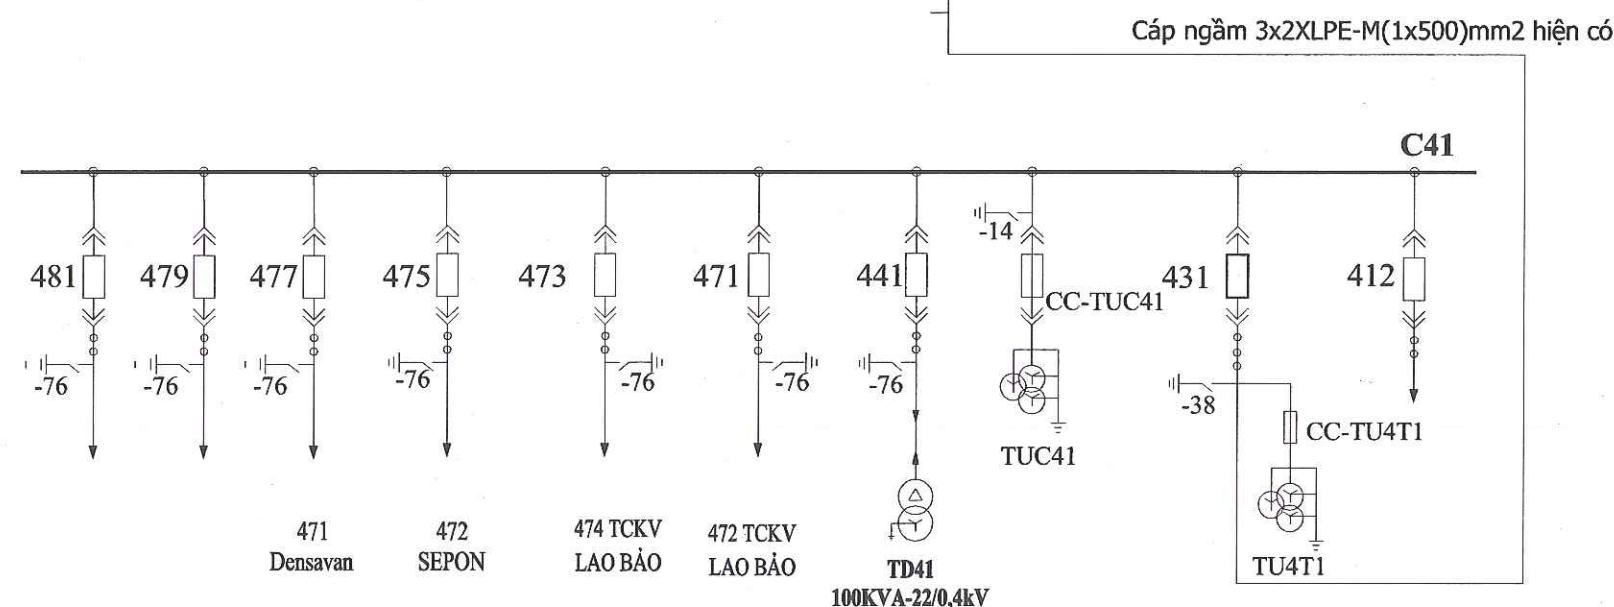 Cáp ngầm 3x2XLPE-M(1x500)mm2 hiện có
C41
-14
481
479
477
475
473
471
441
CC-TUC41
431
412
-76
-76
-76
-76
-76
-76
-76
-38
CC-TU4T1
TUC41
471
Densavan
472
SEPON
474 TCKV
LAO BẢO
472 TCKV
LAO BẢO
TD41
100KVA-22/0,4kV
TU4T1